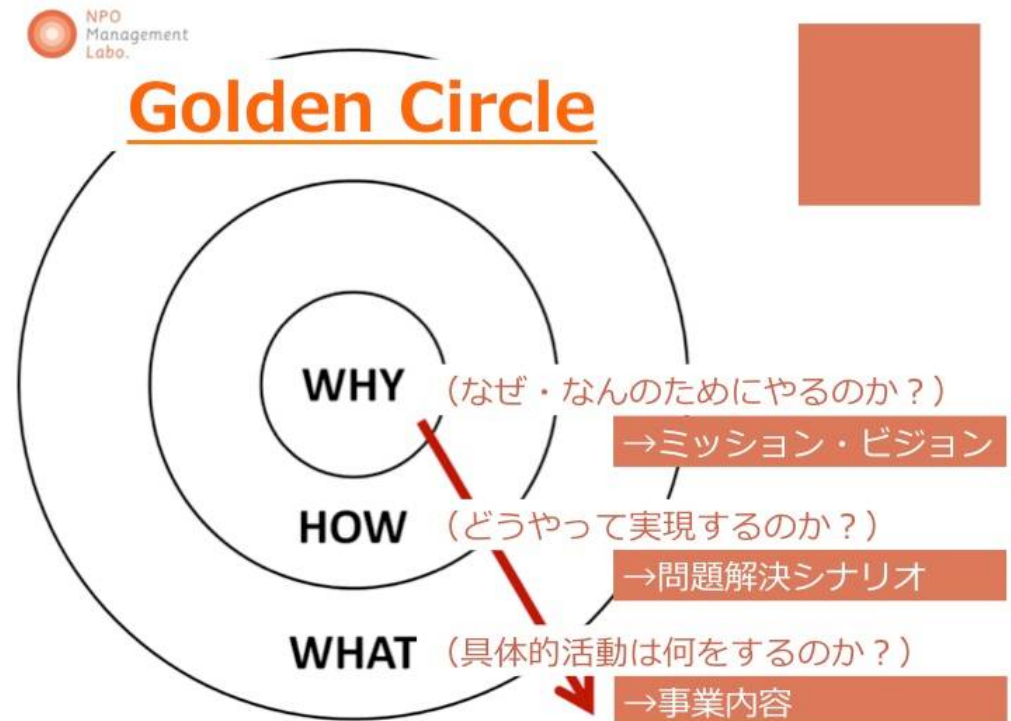 NPO
Management
Labo.
Golden Circle
WHY （なぜ・なんのためにやるのか？）
→ミッション・ビジョン
HOW （どうやって実現するのか？）
→問題解決シナリオ
WHAT （具体的活動は何をするのか？）
→事業内容